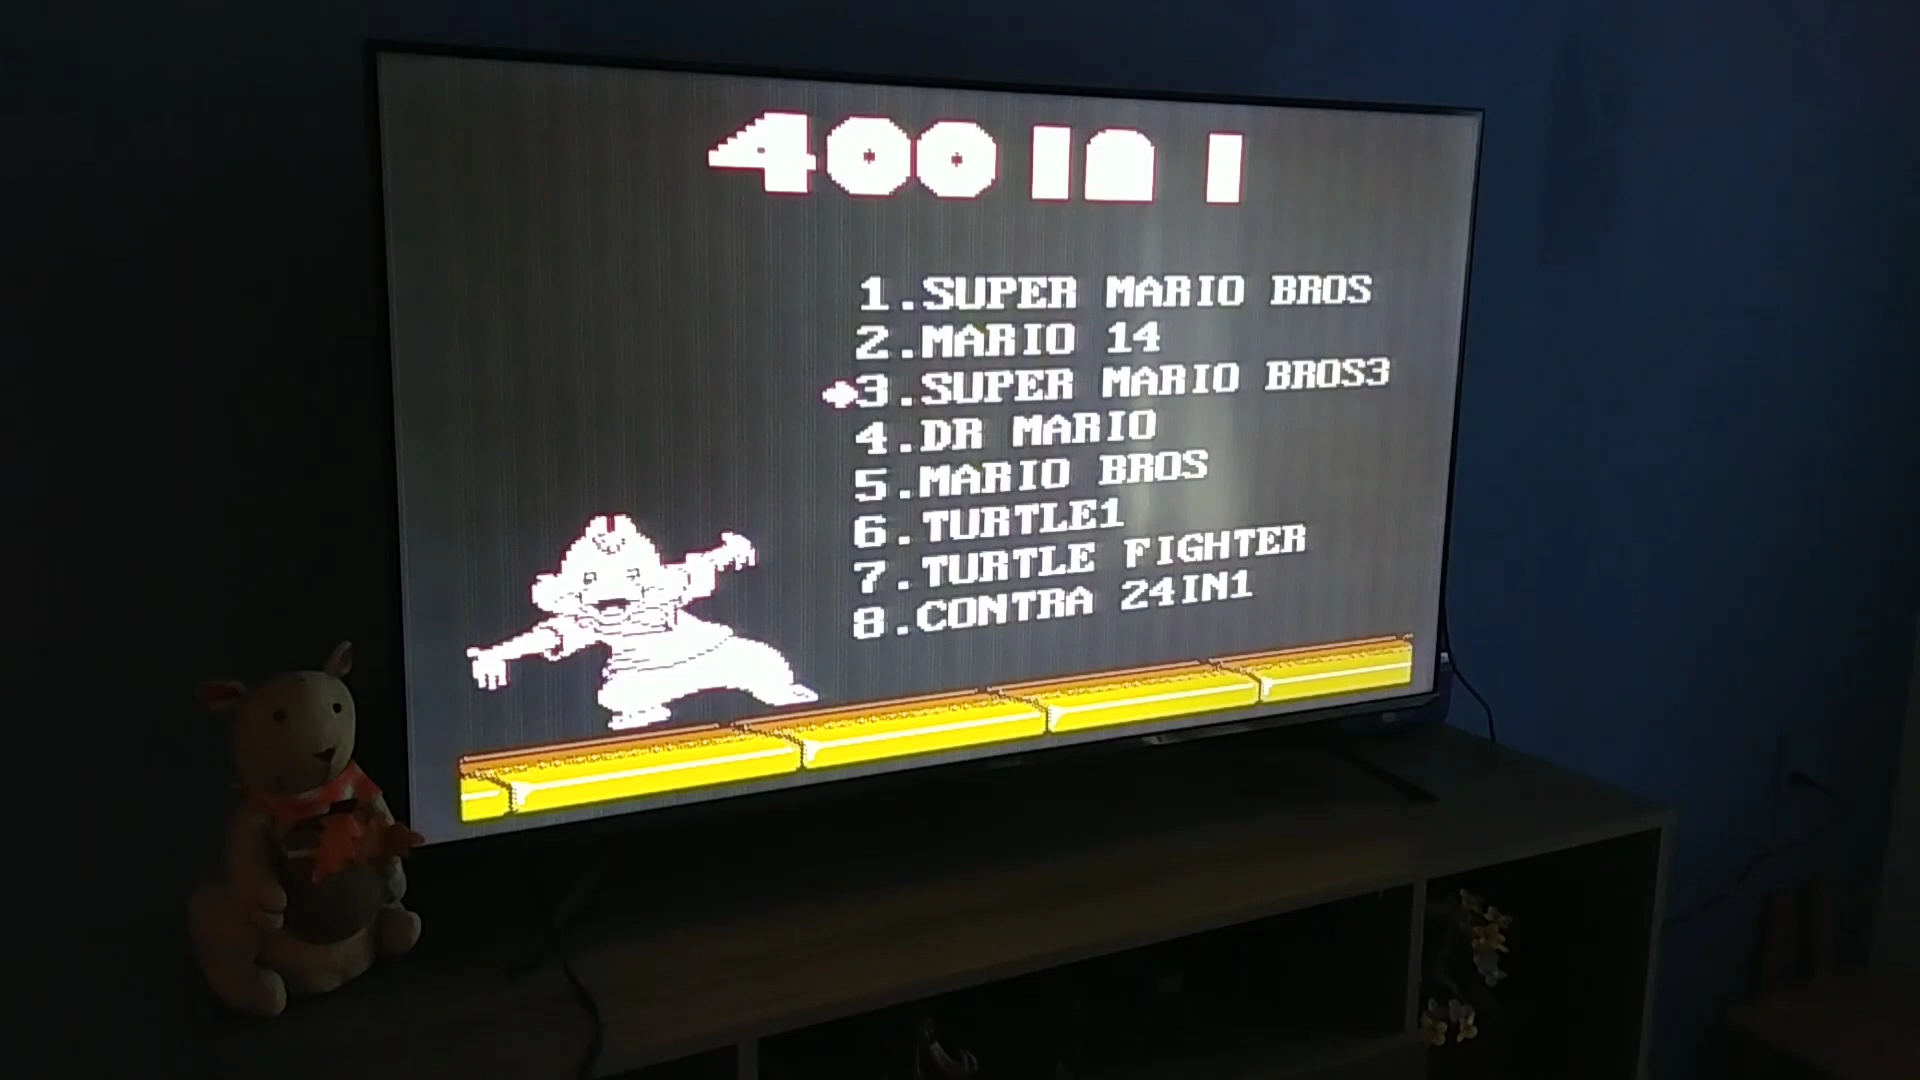 400 IN 1
1.SUPER MARIO BROS
2.MARIO 14
3.SUPER MARIO BROS3
4.DR MARIO
5.MARIO BROS
6.TURTLE1
7.TURTLE FIGHTER
8.CONTRA 24IN1